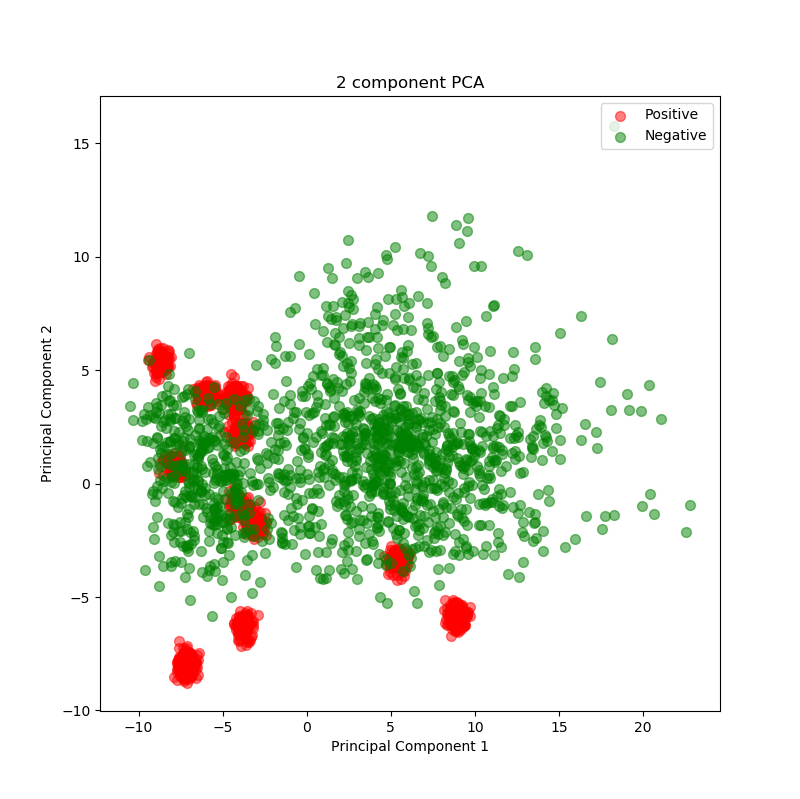 2 component PCA
Positive
Negative
15
10
5
0
−5
−10
Principal Component 2
−10 −5 0 5 10 15 20
Principal Component 1